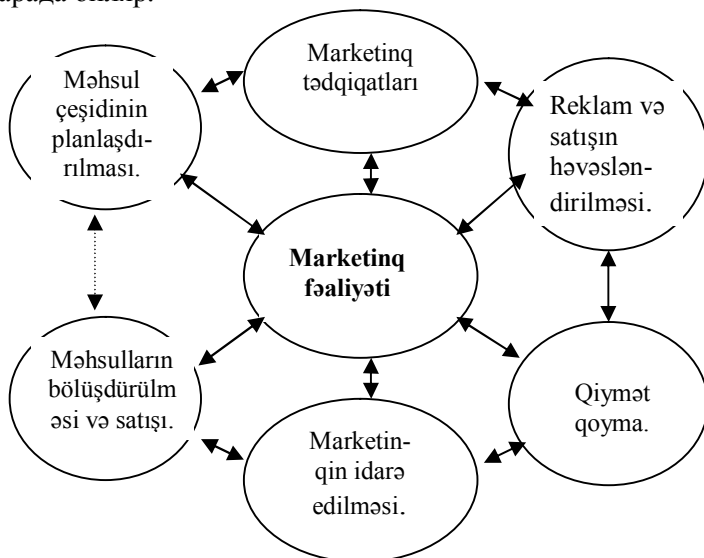 Marketinq
tədqiqatları
Məhsul
çeşidinin
planlaşdı-
rılması.
Reklam və
satışın
həvəslən-
dirilməsi.
Marketinq
fəaliyəti
Məhsulların
bölüşdürülm
əsi və satışı.
Marketin-
qin idarə
edilməsi.
Qiymət
qoyma.